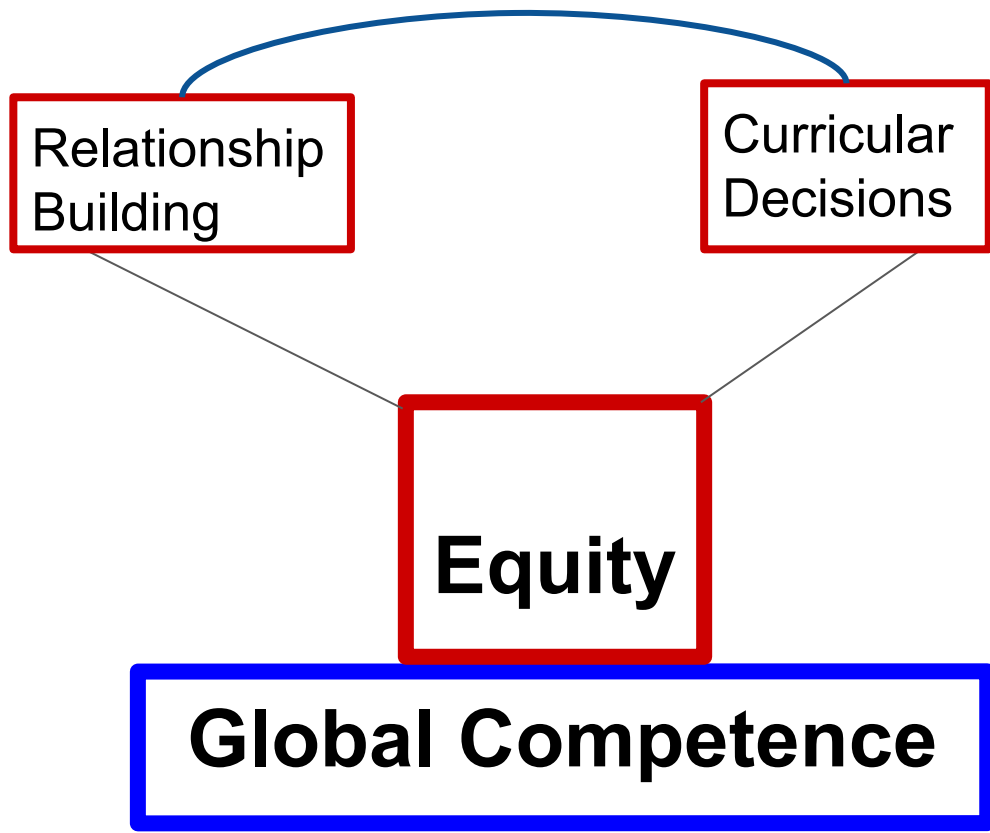 Relationship
Building
Curricular
Decisions
Equity
Global Competence